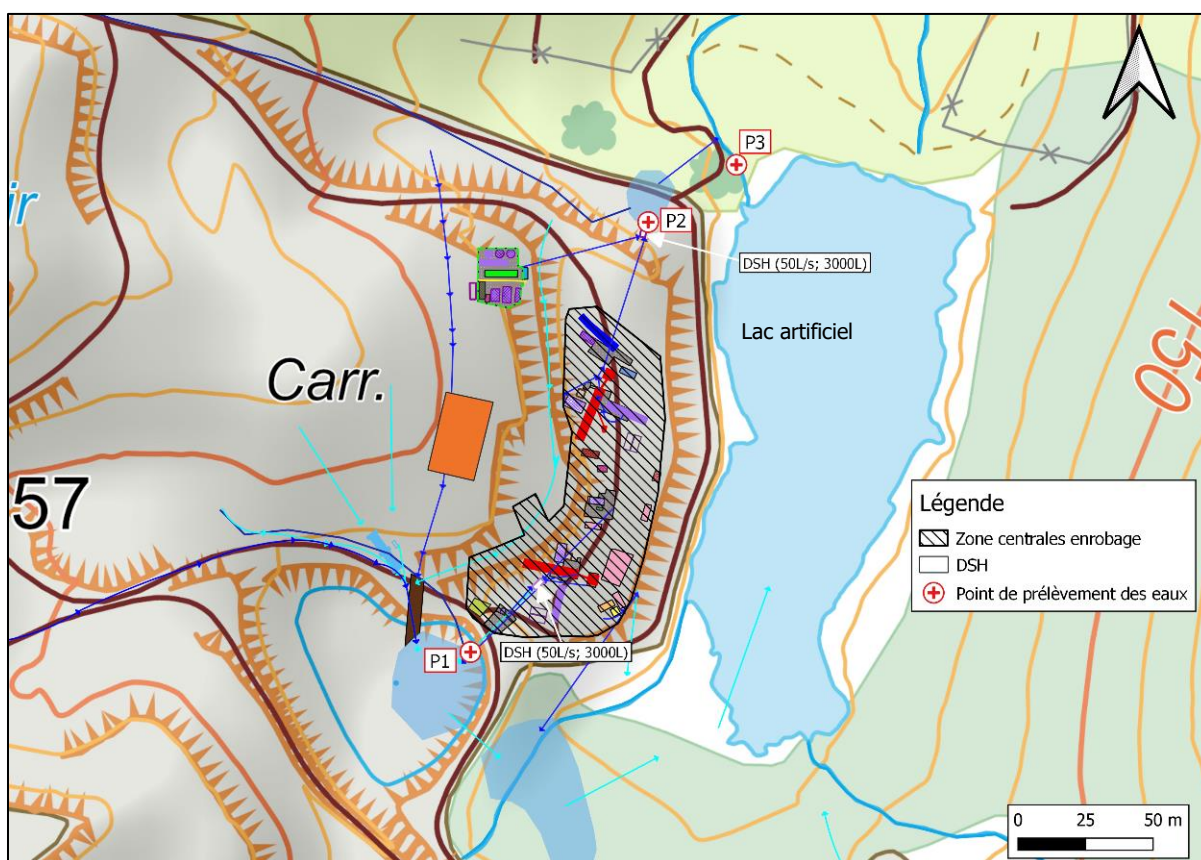 P3
P2
DSH (50L/s; 3000L)
ir
Lac artificiel
Carr.
750
57
Légende
Zone centrales enrobage
DSH
Point de prélèvement des eaux
P1
DSH (50L/s; 3000L)
0 25 50 m